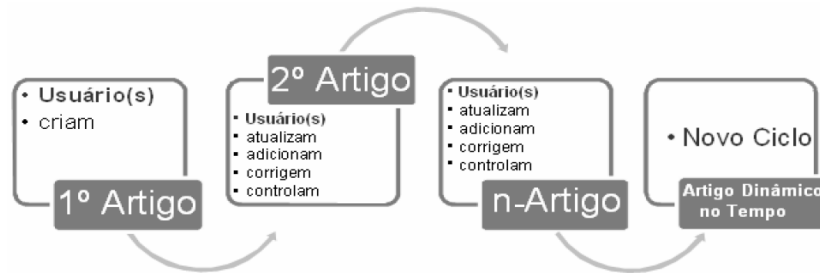 • Usuário(s)
• criam
1º Artigo
2º Artigo
▪ Usuário(s)
▪ atualizam
▪ adicionam
▪ corrigem
▪ controlam
▪ Usuário(s)
▪ atualizam
▪ adicionam
▪ corrigem
▪ controlam
n-Artigo
• Novo Ciclo
Artigo Dinâmico
no Tempo